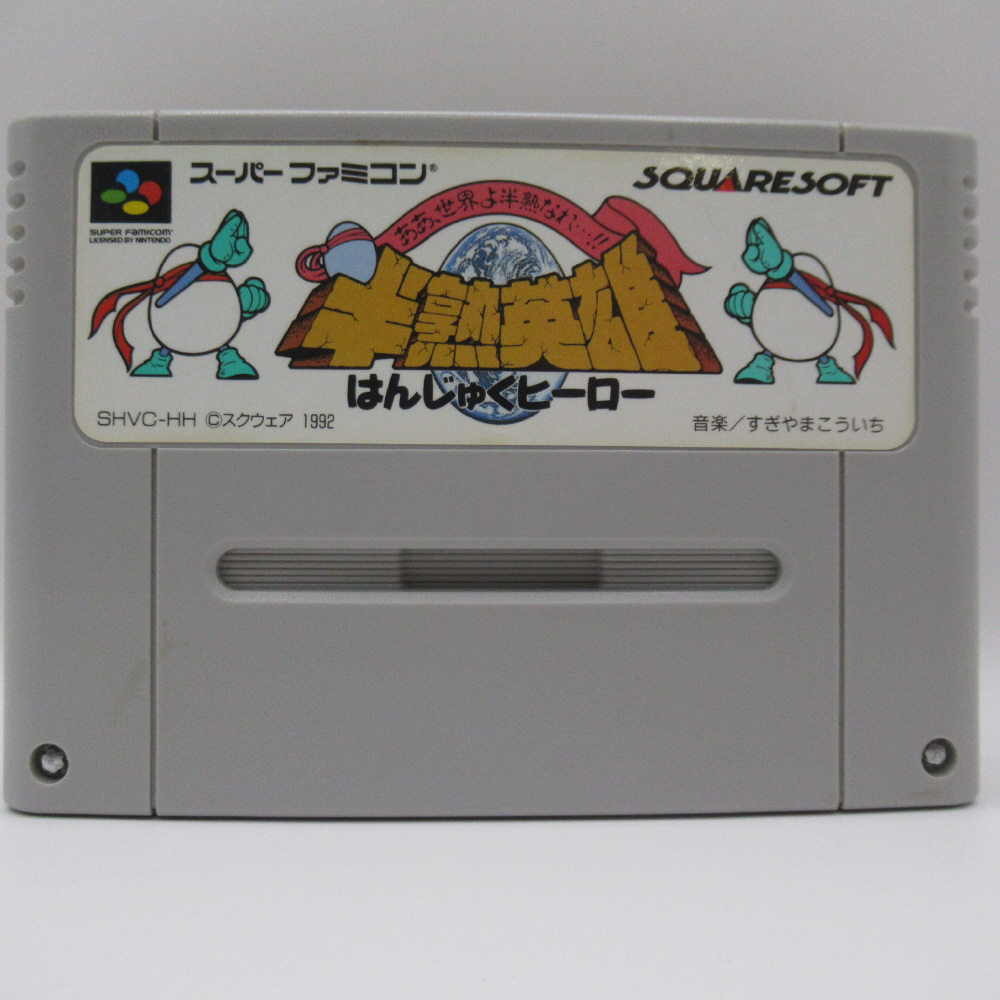 スーパーファミコン®
SQUARESOFT
SUPER FAMICOM
LICENSED BY NINTENDO
ああ、世界よ半熟なれ…!!
半熟英雄
はんじゅくヒーロー
SHVC-HH ©スクウェア 1992
音楽/すぎやまこういち